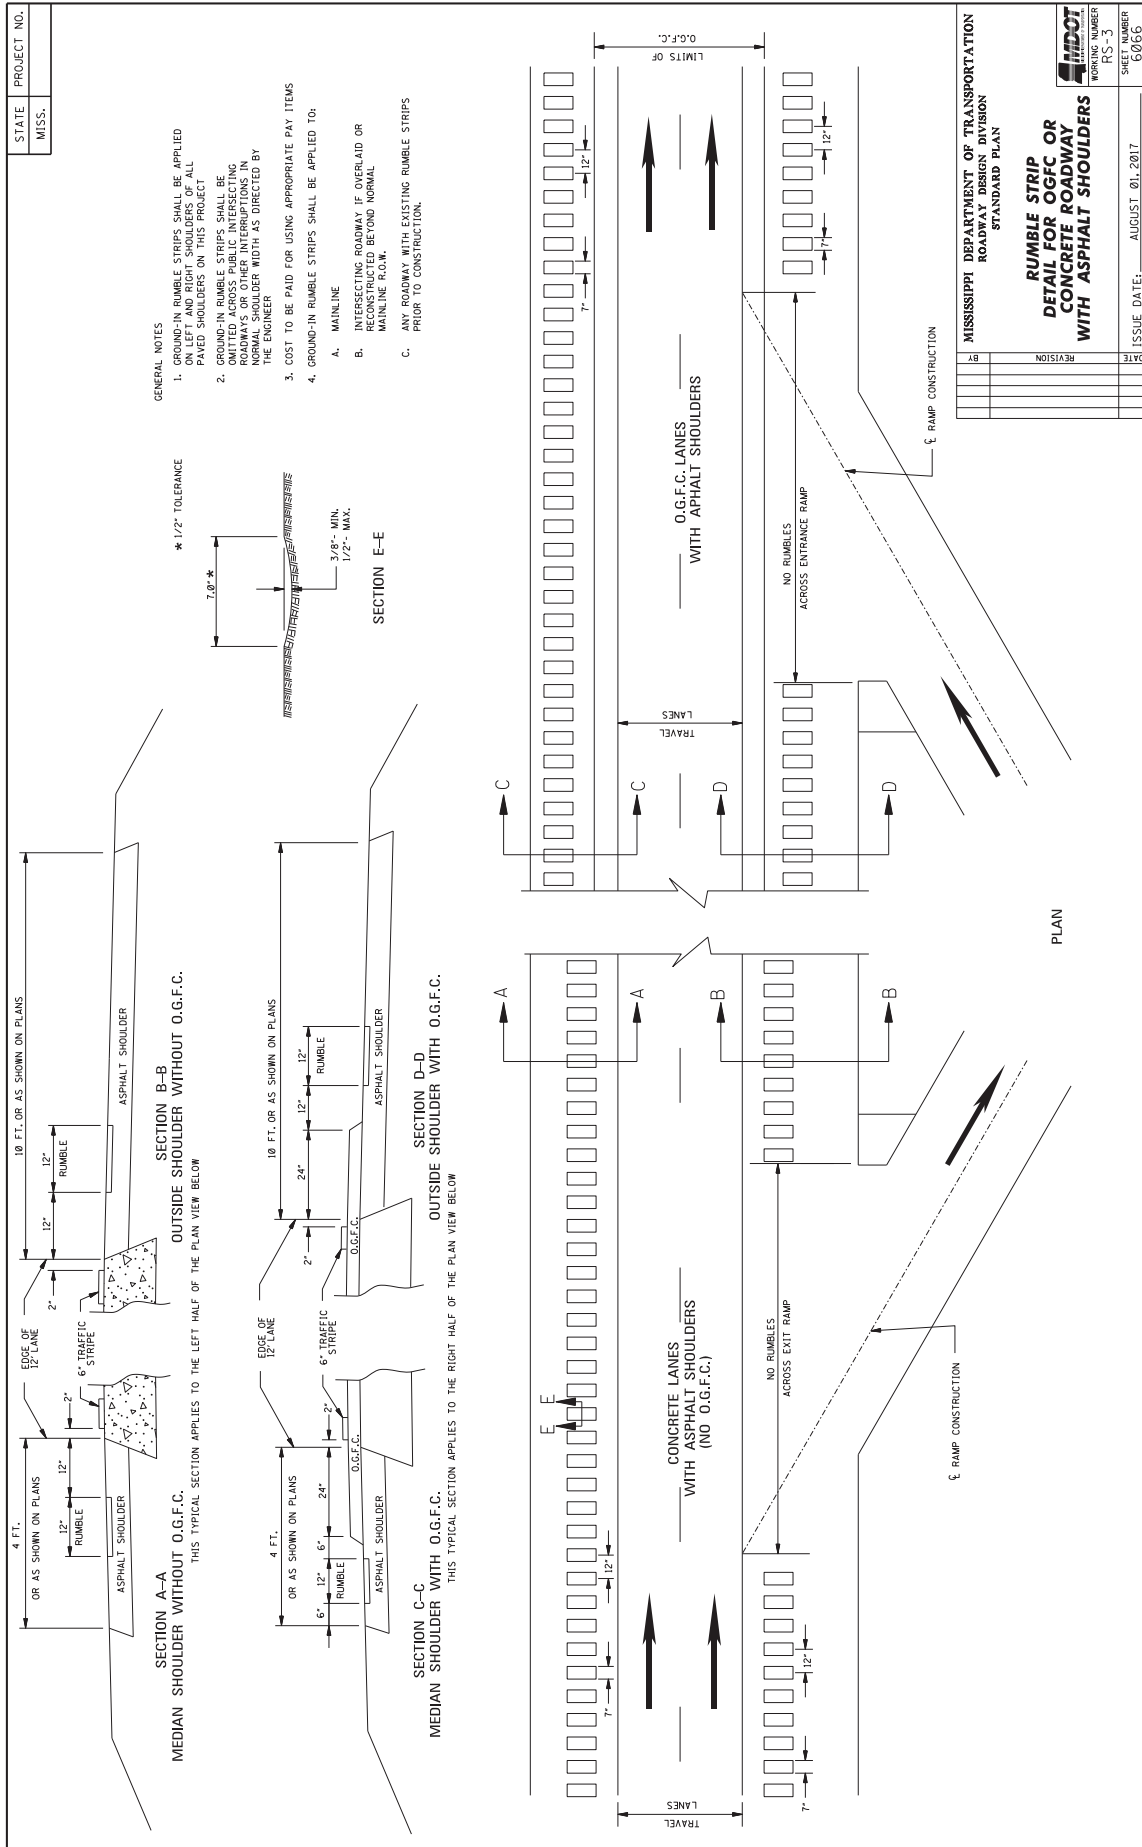 STATE
PROJECT NO.
MISS.
GENERAL NOTES
1. GROUND-IN RUMBLE STRIPS SHALL BE APPLIED
ON LEFT AND RIGHT SHOULDERS OF ALL
PAVED SHOULDERS ON THIS PROJECT
2. GROUND-IN RUMBLE STRIPS SHALL BE
OMITTED ACROSS PUBLIC INTERSECTING
ROADWAYS OR OTHER INTERRUPTIONS IN
NORMAL SHOULDER WIDTH AS DIRECTED BY
THE ENGINEER
3. COST TO BE PAID FOR USING APPROPRIATE PAY ITEMS
4. GROUND-IN RUMBLE STRIPS SHALL BE APPLIED TO:
A. MAINLINE
B. INTERSECTING ROADWAY IF OVERLAID OR
RECONSTRUCTED BEYOND NORMAL
MAINLINE R.O.W.
C. ANY ROADWAY WITH EXISTING RUMBLE STRIPS
PRIOR TO CONSTRUCTION.
4 FT.
OR AS SHOWN ON PLANS
12"
12"
RUMBLE
2"
ASPHALT SHOULDER
EDGE OF
12' LANE
6" TRAFFIC
STRIPE
2"
10 FT. OR AS SHOWN ON PLANS
12"
12"
RUMBLE
ASPHALT SHOULDER
SECTION A-A
MEDIAN SHOULDER WITHOUT O.G.F.C.
SECTION B-B
OUTSIDE SHOULDER WITHOUT O.G.F.C.
THIS TYPICAL SECTION APPLIES TO THE LEFT HALF OF THE PLAN VIEW BELOW
4 FT.
OR AS SHOWN ON PLANS
6"
12"
RUMBLE
6"
24"
2"
ASPHALT SHOULDER
O.G.F.C.
EDGE OF
12' LANE
6" TRAFFIC
STRIPE
2"
O.G.F.C.
10 FT. OR AS SHOWN ON PLANS
24"
12"
12"
RUMBLE
ASPHALT SHOULDER
SECTION C-C
MEDIAN SHOULDER WITH O.G.F.C.
SECTION D-D
OUTSIDE SHOULDER WITH O.G.F.C.
THIS TYPICAL SECTION APPLIES TO THE RIGHT HALF OF THE PLAN VIEW BELOW
* 1/2" TOLERANCE
7.0" *
3/8"- MIN.
1/2"- MAX.
SECTION E-E
TRAVEL
LANES
7"
12"
E
E
A
A
B
B
CONCRETE LANES
WITH ASPHALT SHOULDERS
(NO O.G.F.C.)
7"
12"
NO RUMBLES
ACROSS EXIT RAMP
℄ RAMP CONSTRUCTION
C
C
D
D
TRAVEL
LANES
O.G.F.C. LANES
WITH APHALT SHOULDERS
7"
12"
LIMITS OF
O.G.F.C.
NO RUMBLES
ACROSS ENTRANCE RAMP
7"
12"
℄ RAMP CONSTRUCTION
PLAN
BY
REVISION
DATE
MISSISSIPPI DEPARTMENT OF TRANSPORTATION
ROADWAY DESIGN DIVISION
STANDARD PLAN
RUMBLE STRIP
DETAIL FOR OGFC OR
CONCRETE ROADWAY
WITH ASPHALT SHOULDERS
ISSUE DATE: AUGUST 01, 2017
MDOT
WORKING NUMBER
RS-3
SHEET NUMBER
6066